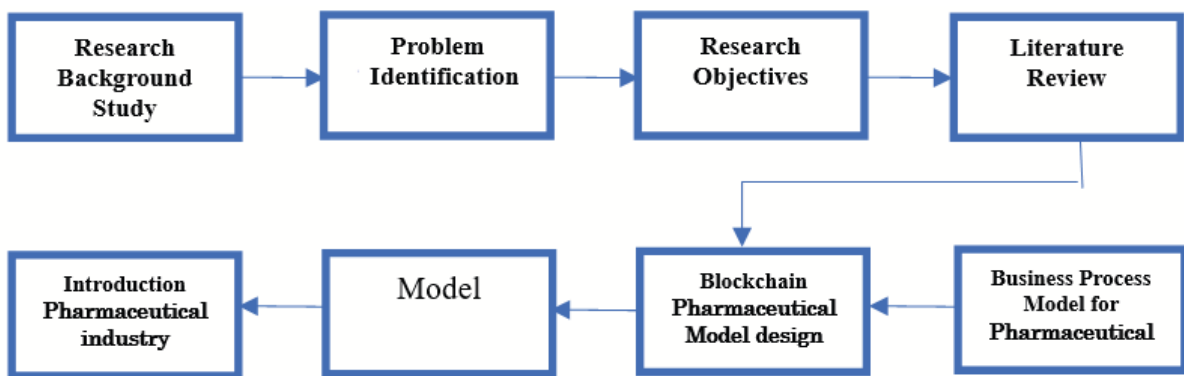 Research
Background
Study
Problem
Identification
Research
Objectives
Literature
Review
Introduction
Pharmaceutical
industry
Model
Blockchain
Pharmaceutical
Model design
Business Process
Model for
Pharmaceutical